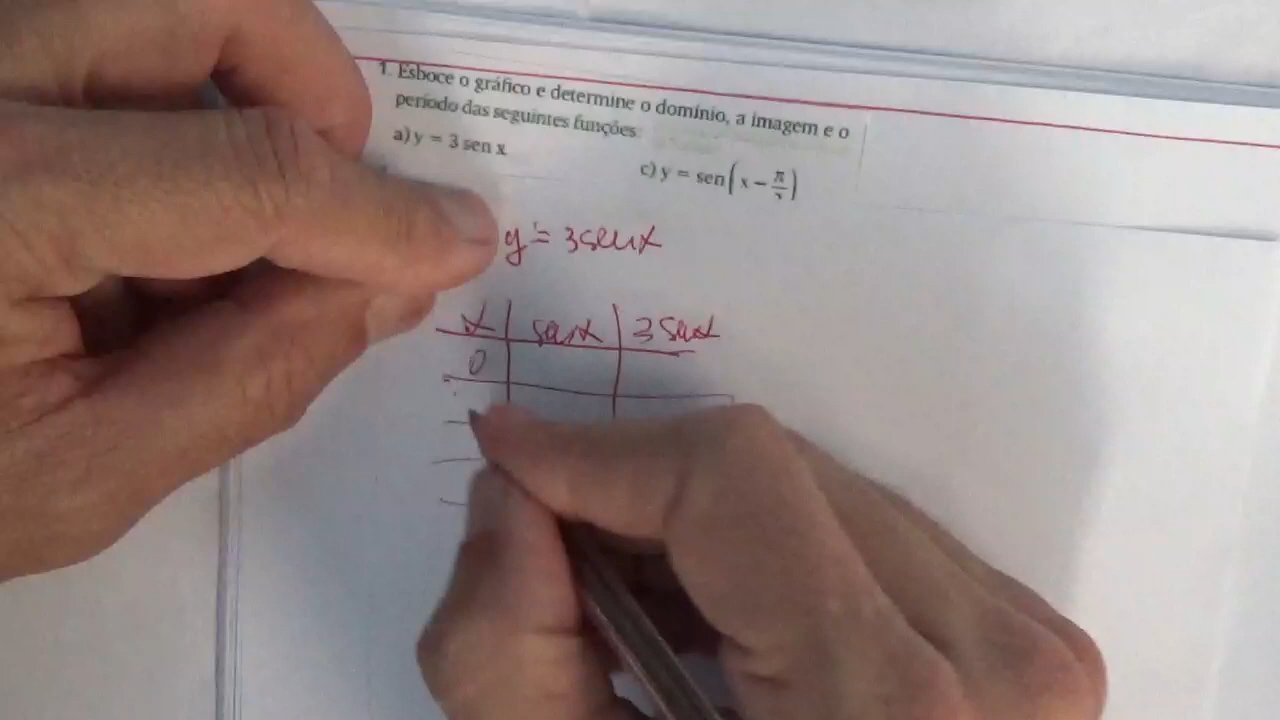 1. Esboce o gráfico e determine o domínio, a imagem e o
período das seguintes funções
a) y = 3 sen x
c) y = sen(x - π/
y = 3senx
x senx 3senx
0